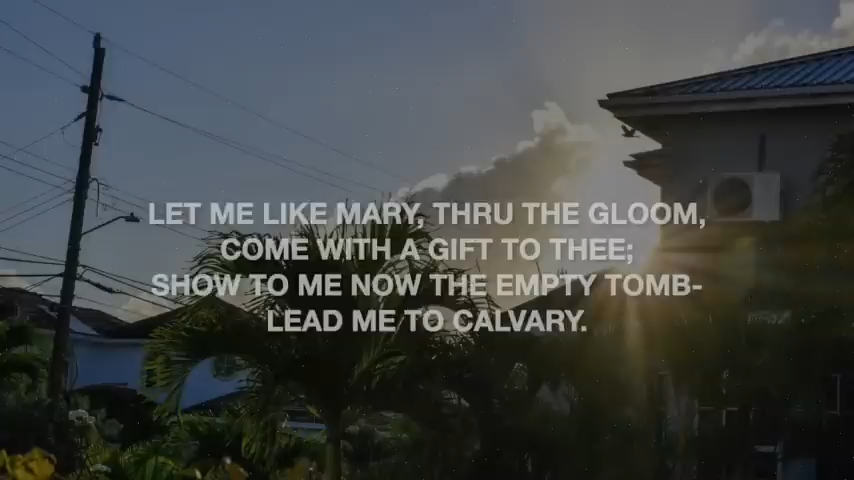 LET ME LIKE MARY, THRU THE GLOOM,
COME WITH A GIFT TO THEE;
SHOW TO ME NOW THE EMPTY TOMB-
LEAD ME TO CALVARY.